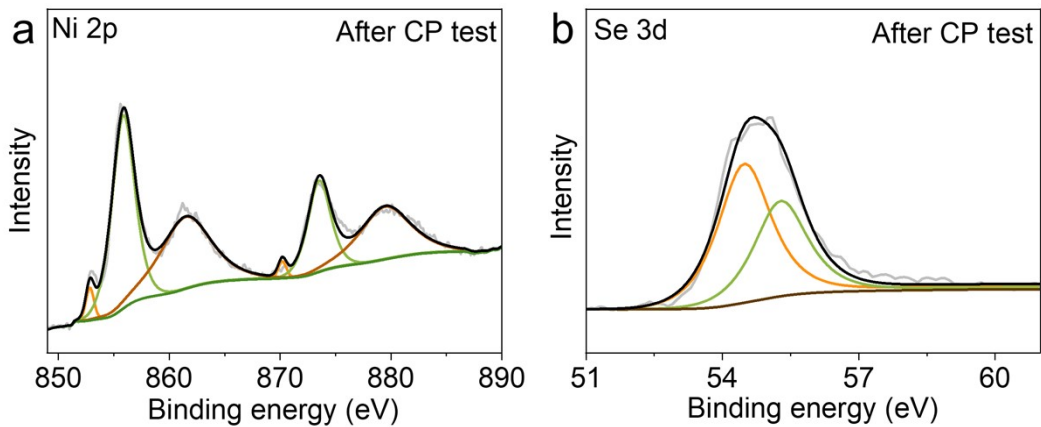 a Ni 2p After CP test
Intensity
850 860 870 880 890
Binding energy (eV)
b Se 3d After CP test
Intensity
51 54 57 60
Binding energy (eV)